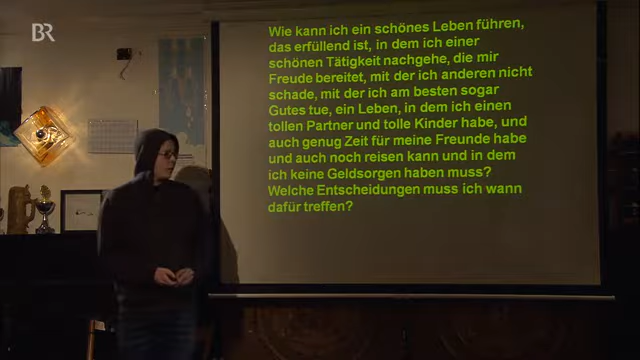 BR
Wie kann ich ein schönes Leben führen,
das erfüllend ist, in dem ich einer
schönen Tätigkeit nachgehe, die mir
Freude bereitet, mit der ich anderen nicht
schade, mit der ich am besten sogar
Gutes tue, ein Leben, in dem ich einen
tollen Partner und tolle Kinder habe, und
auch genug Zeit für meine Freunde habe
und auch noch reisen kann und in dem
ich keine Geldsorgen haben muss?
Welche Entscheidungen muss ich wann
dafür treffen?